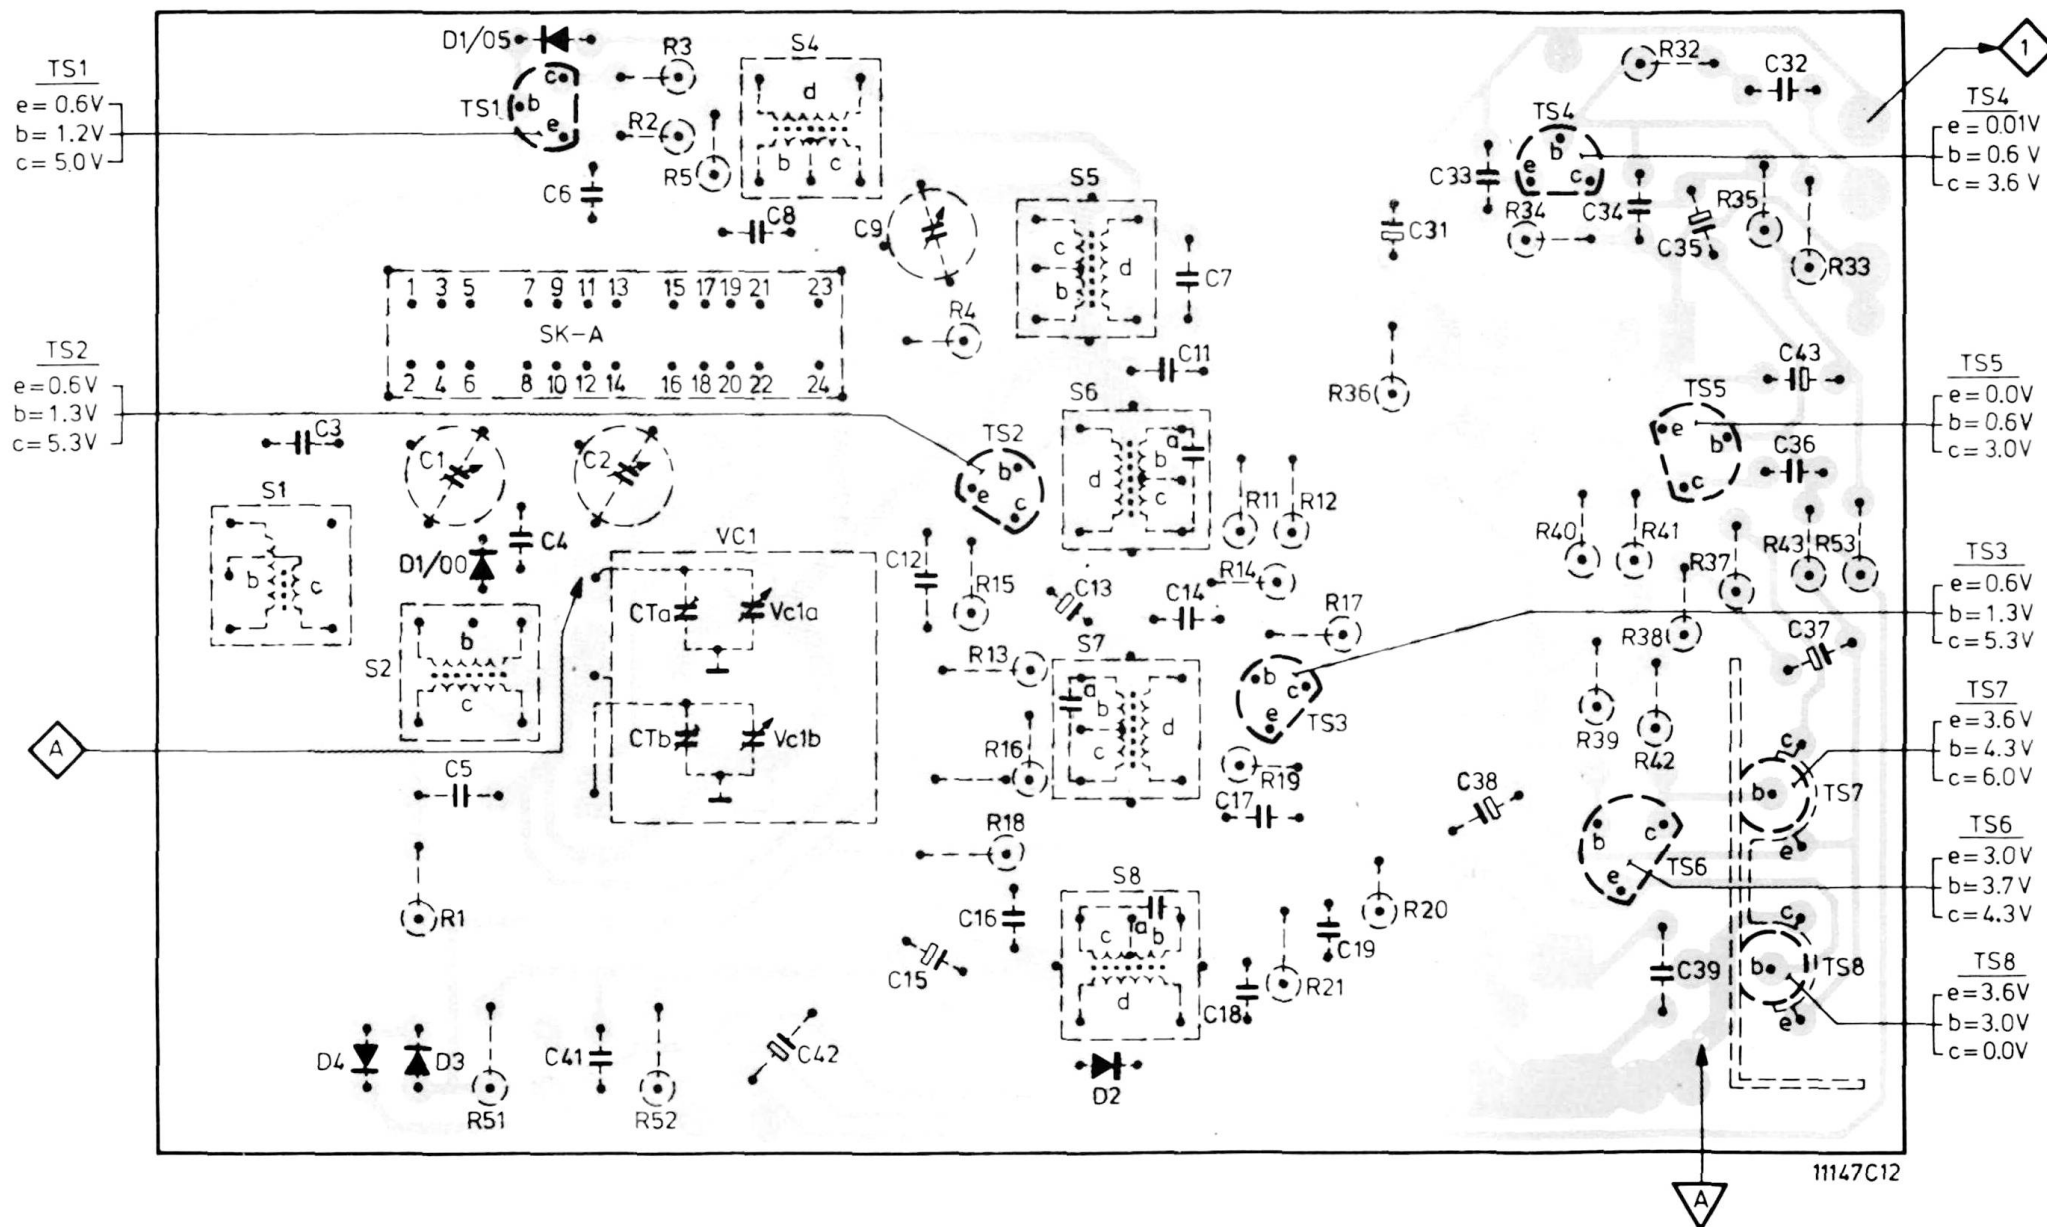 D1/05
R3
S4
R32
1
TS1
e = 0.6V
b = 1.2V
c = 5.0V
c
TS1
b
e
R2
R5
d
b
c
C32
TS4
e = 0.01V
b = 0.6 V
c = 3.6 V
TS4
b
e
c
C6
C8
C9
S5
c
b
d
C7
C31
C33
R34
C34
C35
R35
R33
1 3 5 7 9 11 13 15 17 19 21 23
SK-A
2 4 6 8 10 12 14 16 18 20 22 24
R4
C11
R36
C43
TS2
e = 0.6V
b = 1.3V
c = 5.3V
TS5
e = 0.0V
b = 0.6V
c = 3.0V
TS5
e
b
c
C36
C3
C1
C2
TS2
b
e
c
S6
a
d
b
c
R11
R12
S1
b
c
D1/00
C4
VC1
C12
R15
C13
C14
R14
R17
R40
R41
R37
R43
R53
TS3
e = 0.6V
b = 1.3V
c = 5.3V
CTa
Vc1a
S2
b
c
R13
S7
a
b
c
d
b
c
e
TS3
R38
C37
R39
R42
TS7
e = 3.6V
b = 4.3V
c = 6.0V
A
CTb
Vc1b
R16
R19
C17
C38
c
b
TS7
e
C5
R18
b
c
e
TS6
TS6
e = 3.0V
b = 3.7V
c = 4.3V
R1
C16
C15
S8
c
a
b
d
C19
R20
C18
R21
C39
c
b
TS8
e
TS8
e = 3.6V
b = 3.0V
c = 0.0V
D4
D3
R51
C41
R52
C42
D2
11147C12
A